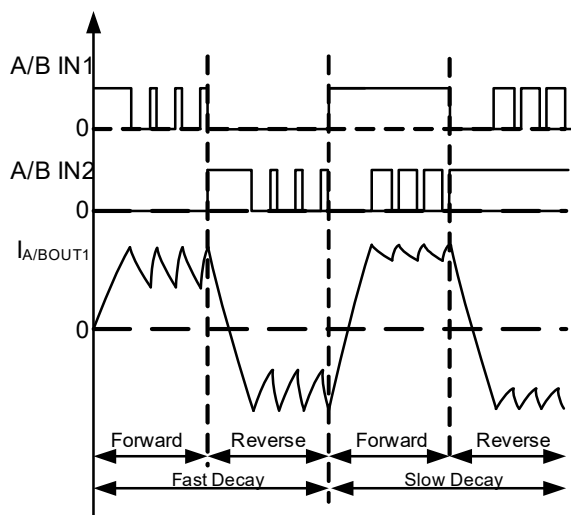 A/B IN1
0
A/B IN2
0
IA/BOUT1
0
Forward Reverse Forward Reverse
Fast Decay Slow Decay